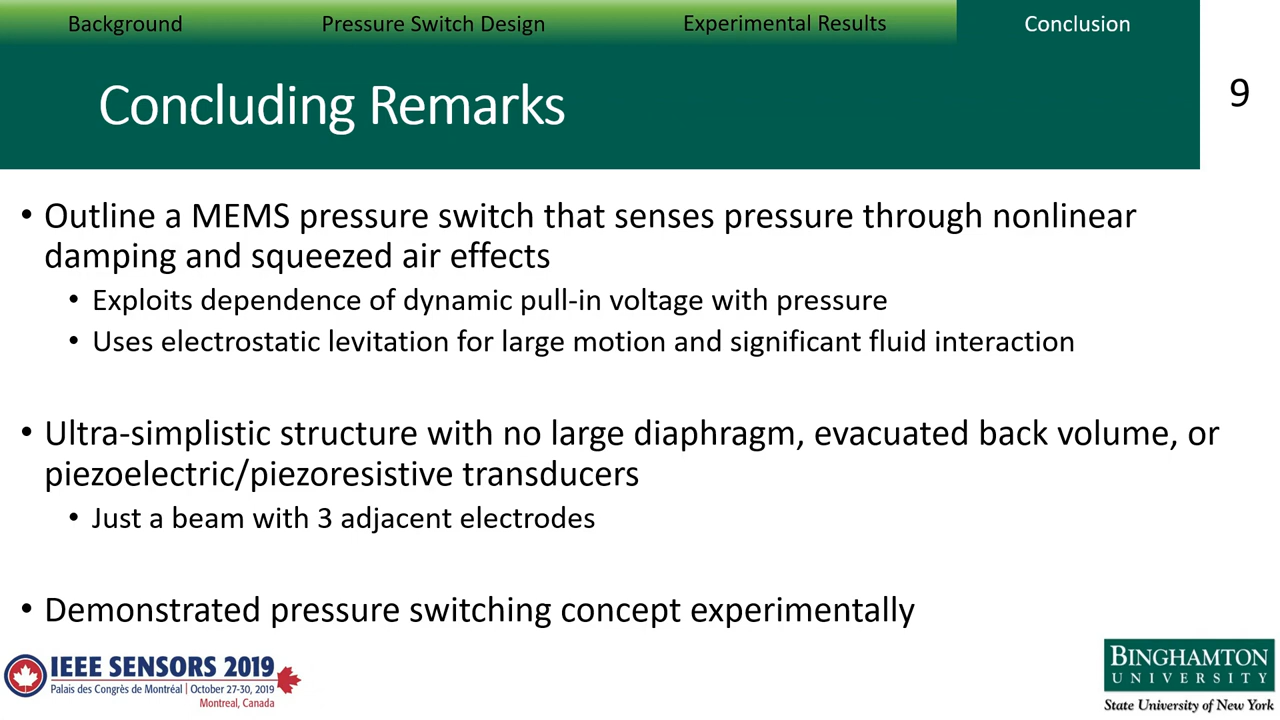 Background Pressure Switch Design Experimental Results Conclusion
Concluding Remarks
9
• Outline a MEMS pressure switch that senses pressure through nonlinear
damping and squeezed air effects
• Exploits dependence of dynamic pull-in voltage with pressure
• Uses electrostatic levitation for large motion and significant fluid interaction
• Ultra-simplistic structure with no large diaphragm, evacuated back volume, or
piezoelectric/piezoresistive transducers
• Just a beam with 3 adjacent electrodes
• Demonstrated pressure switching concept experimentally
IEEE SENSORS 2019
Palais des Congrès de Montréal | October 27-30, 2019
Montreal, Canada
BINGHAMTON
UNIVERSITY
State University of New York